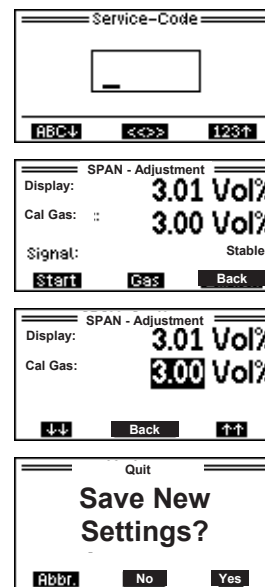 Service-Code
_
ABC↓ <<>> 123↑
SPAN - Adjustment
Display: 3.01 Vol%
Cal Gas: :: 3.00 Vol%
Signal: Stable
Start Gas Back
SPAN - Adjustment
Display: 3.01 Vol%
Cal Gas: 3.00 Vol%
↓↓ Back ↑↑
Quit
Save New
Settings?
Abbr. No Yes